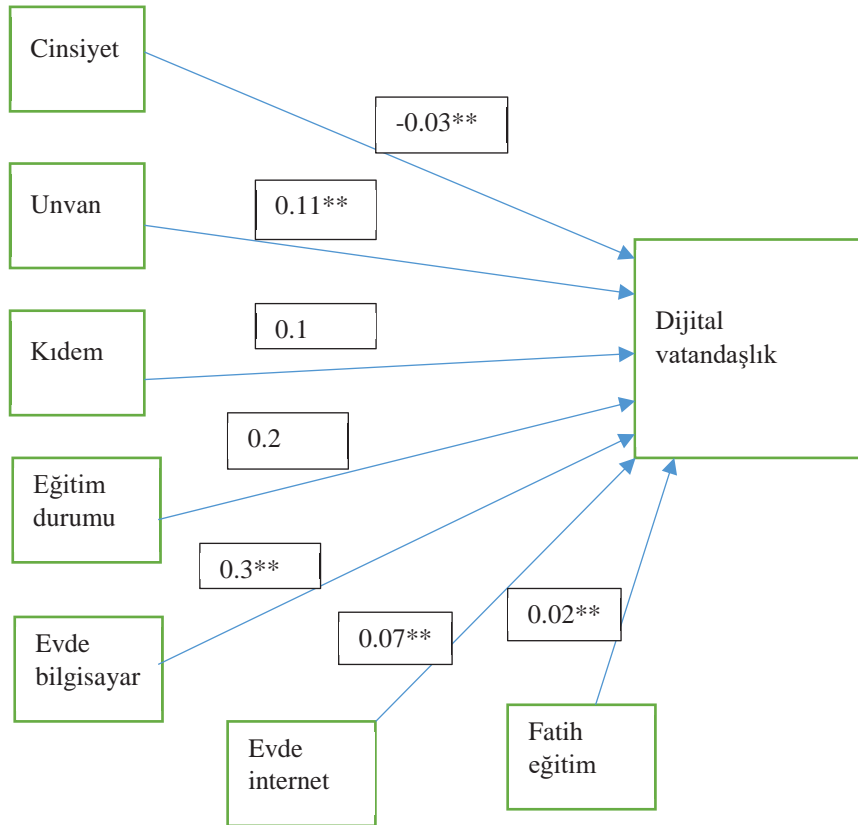 Cinsiyet
-0.03**
Unvan
0.11**
Kıdem
0.1
Dijital
vatandaşlık
Eğitim
durumu
0.2
Evde
bilgisayar
0.3**
Evde
internet
0.07**
Fatih
eğitim
0.02**